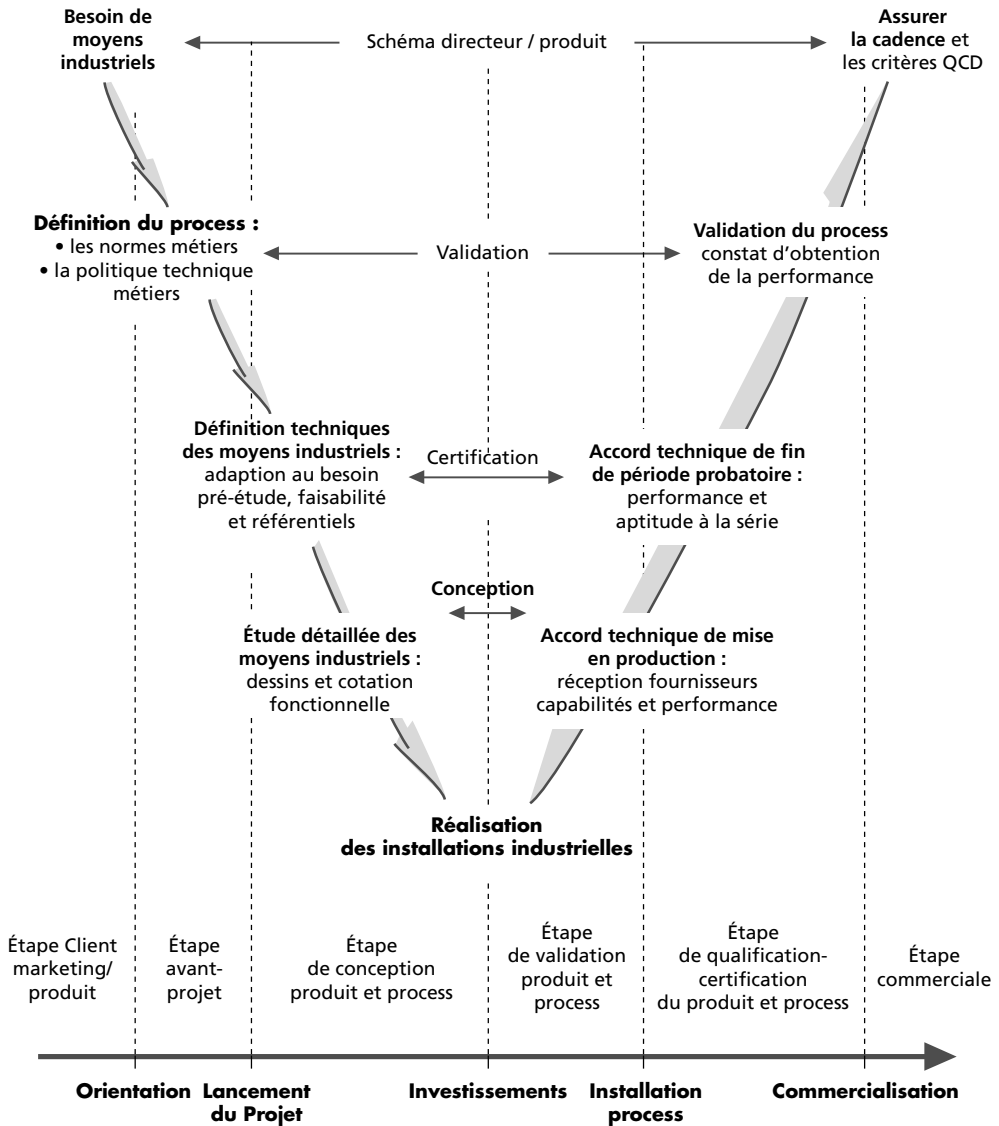 Besoin de
moyens
industriels
Schéma directeur / produit
Assurer
la cadence et
les critères QCD
Définition du process :
• les normes métiers
• la politique technique
métiers
Validation
Validation du process
constat d'obtention
de la performance
Définition techniques
des moyens industriels :
adaption au besoin
pré-étude, faisabilité
et référentiels
Certification
Accord technique de fin
de période probatoire :
performance et
aptitude à la série
Conception
Étude détaillée des
moyens industriels :
dessins et cotation
fonctionnelle
Accord technique de mise
en production :
réception fournisseurs
capabilités et performance
Réalisation
des installations industrielles
Étape Client
marketing/
produit
Étape
avant-
projet
Étape
de conception
produit et process
Étape
de validation
produit et
process
Étape
de qualification-
certification
du produit et process
Étape
commerciale
Orientation
Lancement
du Projet
Investissements
Installation
process
Commercialisation